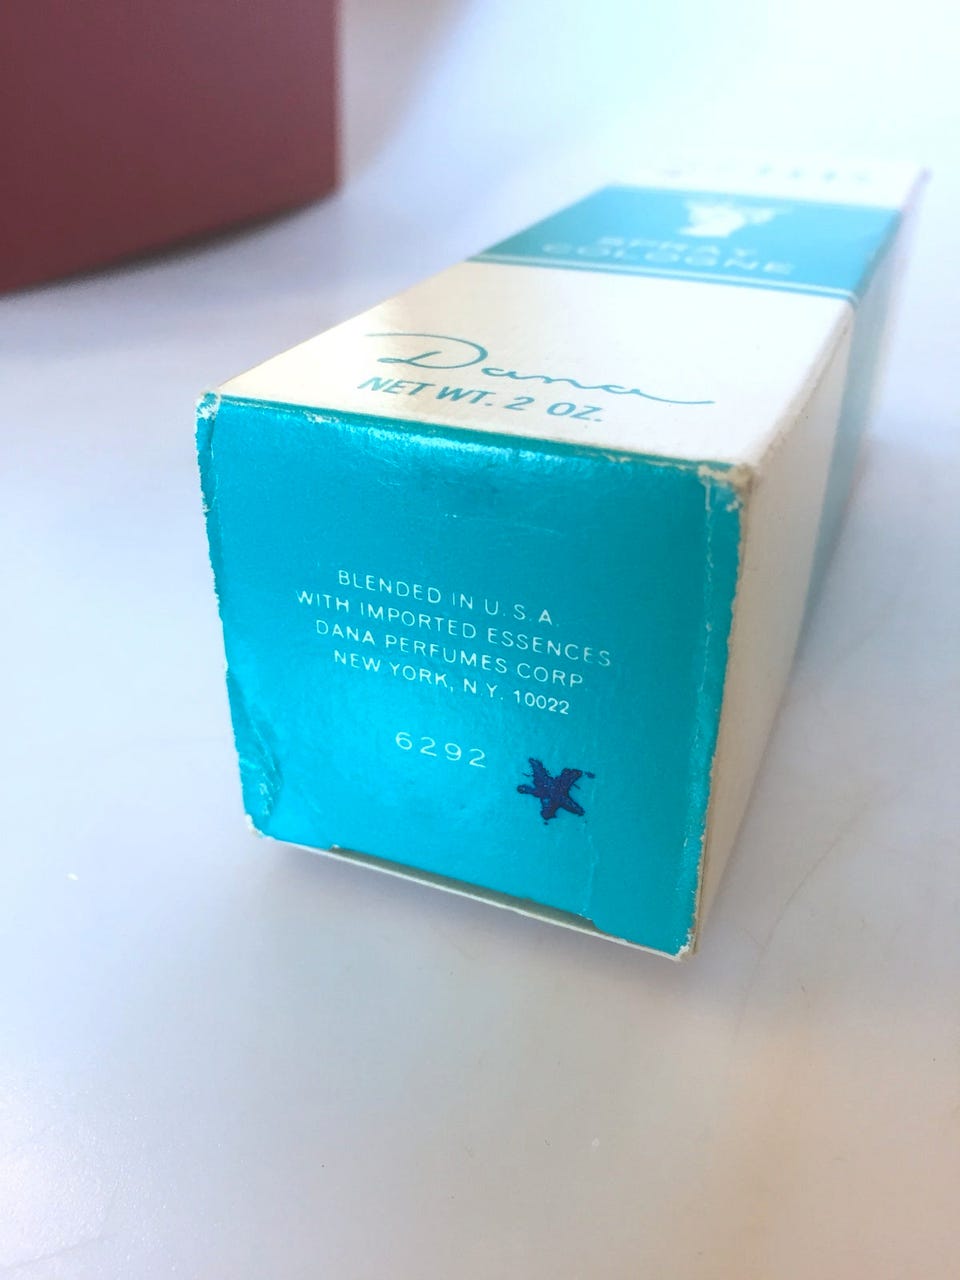 SPRAY
COLOGNE
Dana
NET WT. 2 OZ.
BLENDED IN U.S.A.
WITH IMPORTED ESSENCES
DANA PERFUMES CORP.
NEW YORK, N.Y. 10022
6292